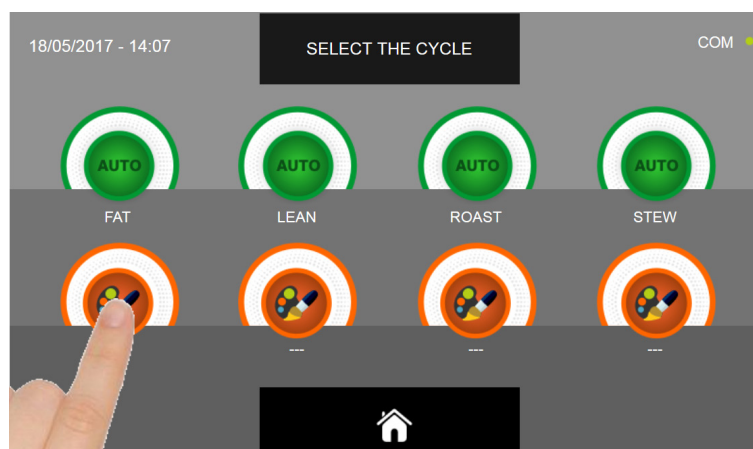 18/05/2017 - 14:07
SELECT THE CYCLE
COM
AUTO AUTO AUTO AUTO
FAT LEAN ROAST STEW
--- --- ---